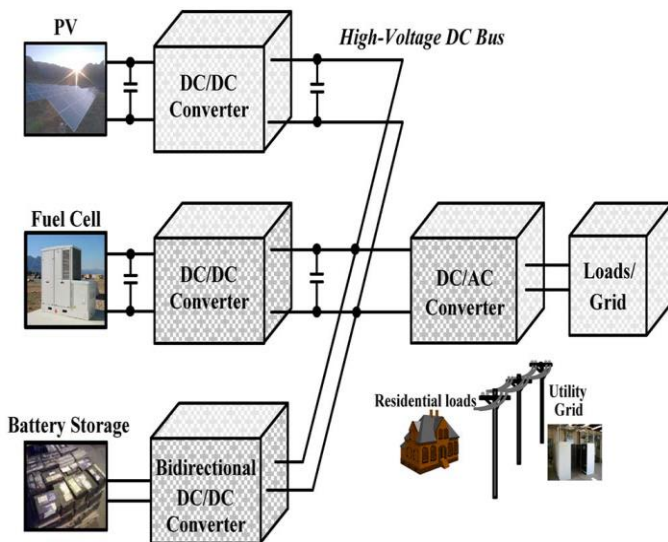 PV
High-Voltage DC Bus
DC/DC
Converter
Fuel Cell
DC/DC
Converter
DC/AC
Converter
Loads/
Grid
Battery Storage
Bidirectional
DC/DC
Converter
Residential loads
Utility
Grid